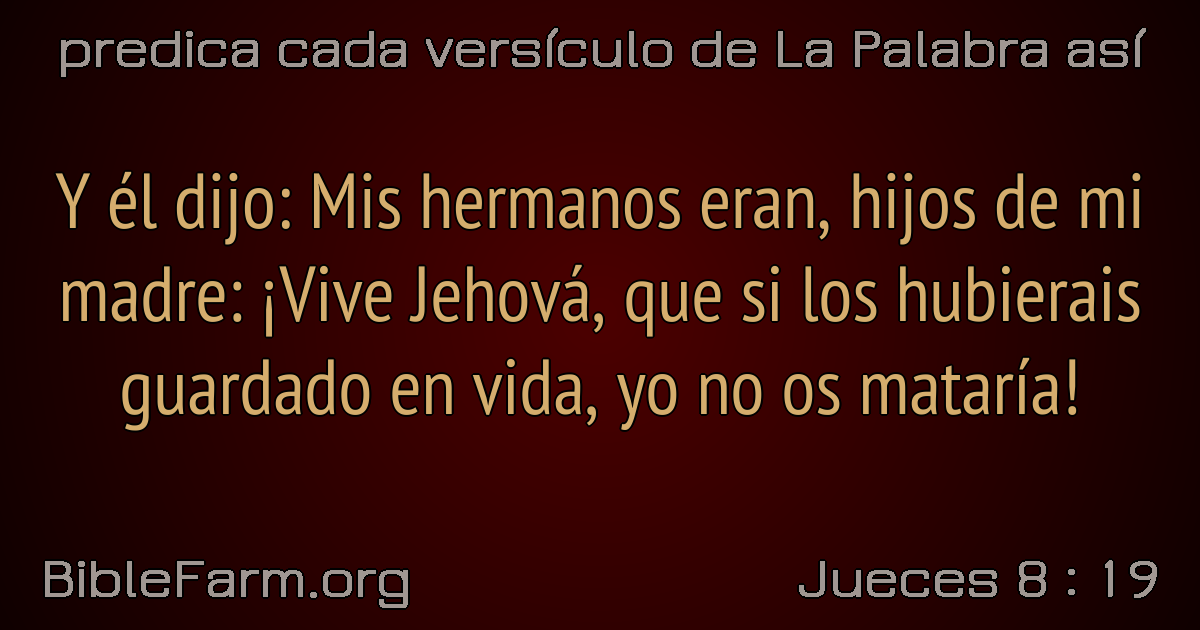 predica cada versículo de La Palabra así
Y él dijo: Mis hermanos eran, hijos de mi
madre: ¡Vive Jehová, que si los hubierais
guardado en vida, yo no os mataría!
BibleFarm.org
Jueces 8 : 19